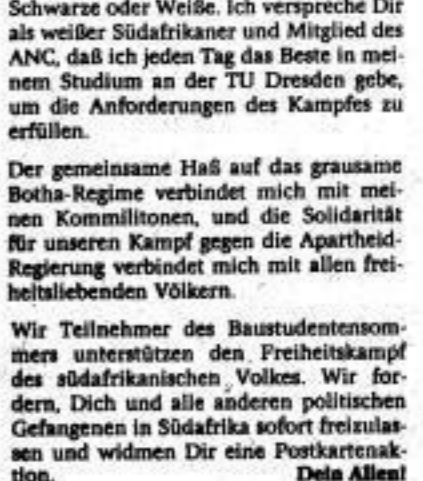 Schwarze oder Weiße. Ich verspreche Dir
als weißer Südafrikaner und Mitglied des
ANC, daß ich jeden Tag das Beste in mei-
nem Studium an der TU Dresden gebe,
um die Anforderungen des Kampfes zu
erfüllen.
Der gemeinsame Haß auf das grausame
Botha-Regime verbindet mich mit mei-
nen Kommilitonen, und die Solidarität
für unseren Kampf gegen die Apartheid-
Regierung verbindet mich mit allen frei-
heitsliebenden Völkern.
Wir Teilnehmer des Baustudentensom-
mers unterstützen den Freiheitskampf
des südafrikanischen Volkes. Wir for-
dern, Dich und alle anderen politischen
Gefangenen in Südafrika sofort freizulas-
sen und widmen Dir eine Postkartenak-
tion. Dein Allen!